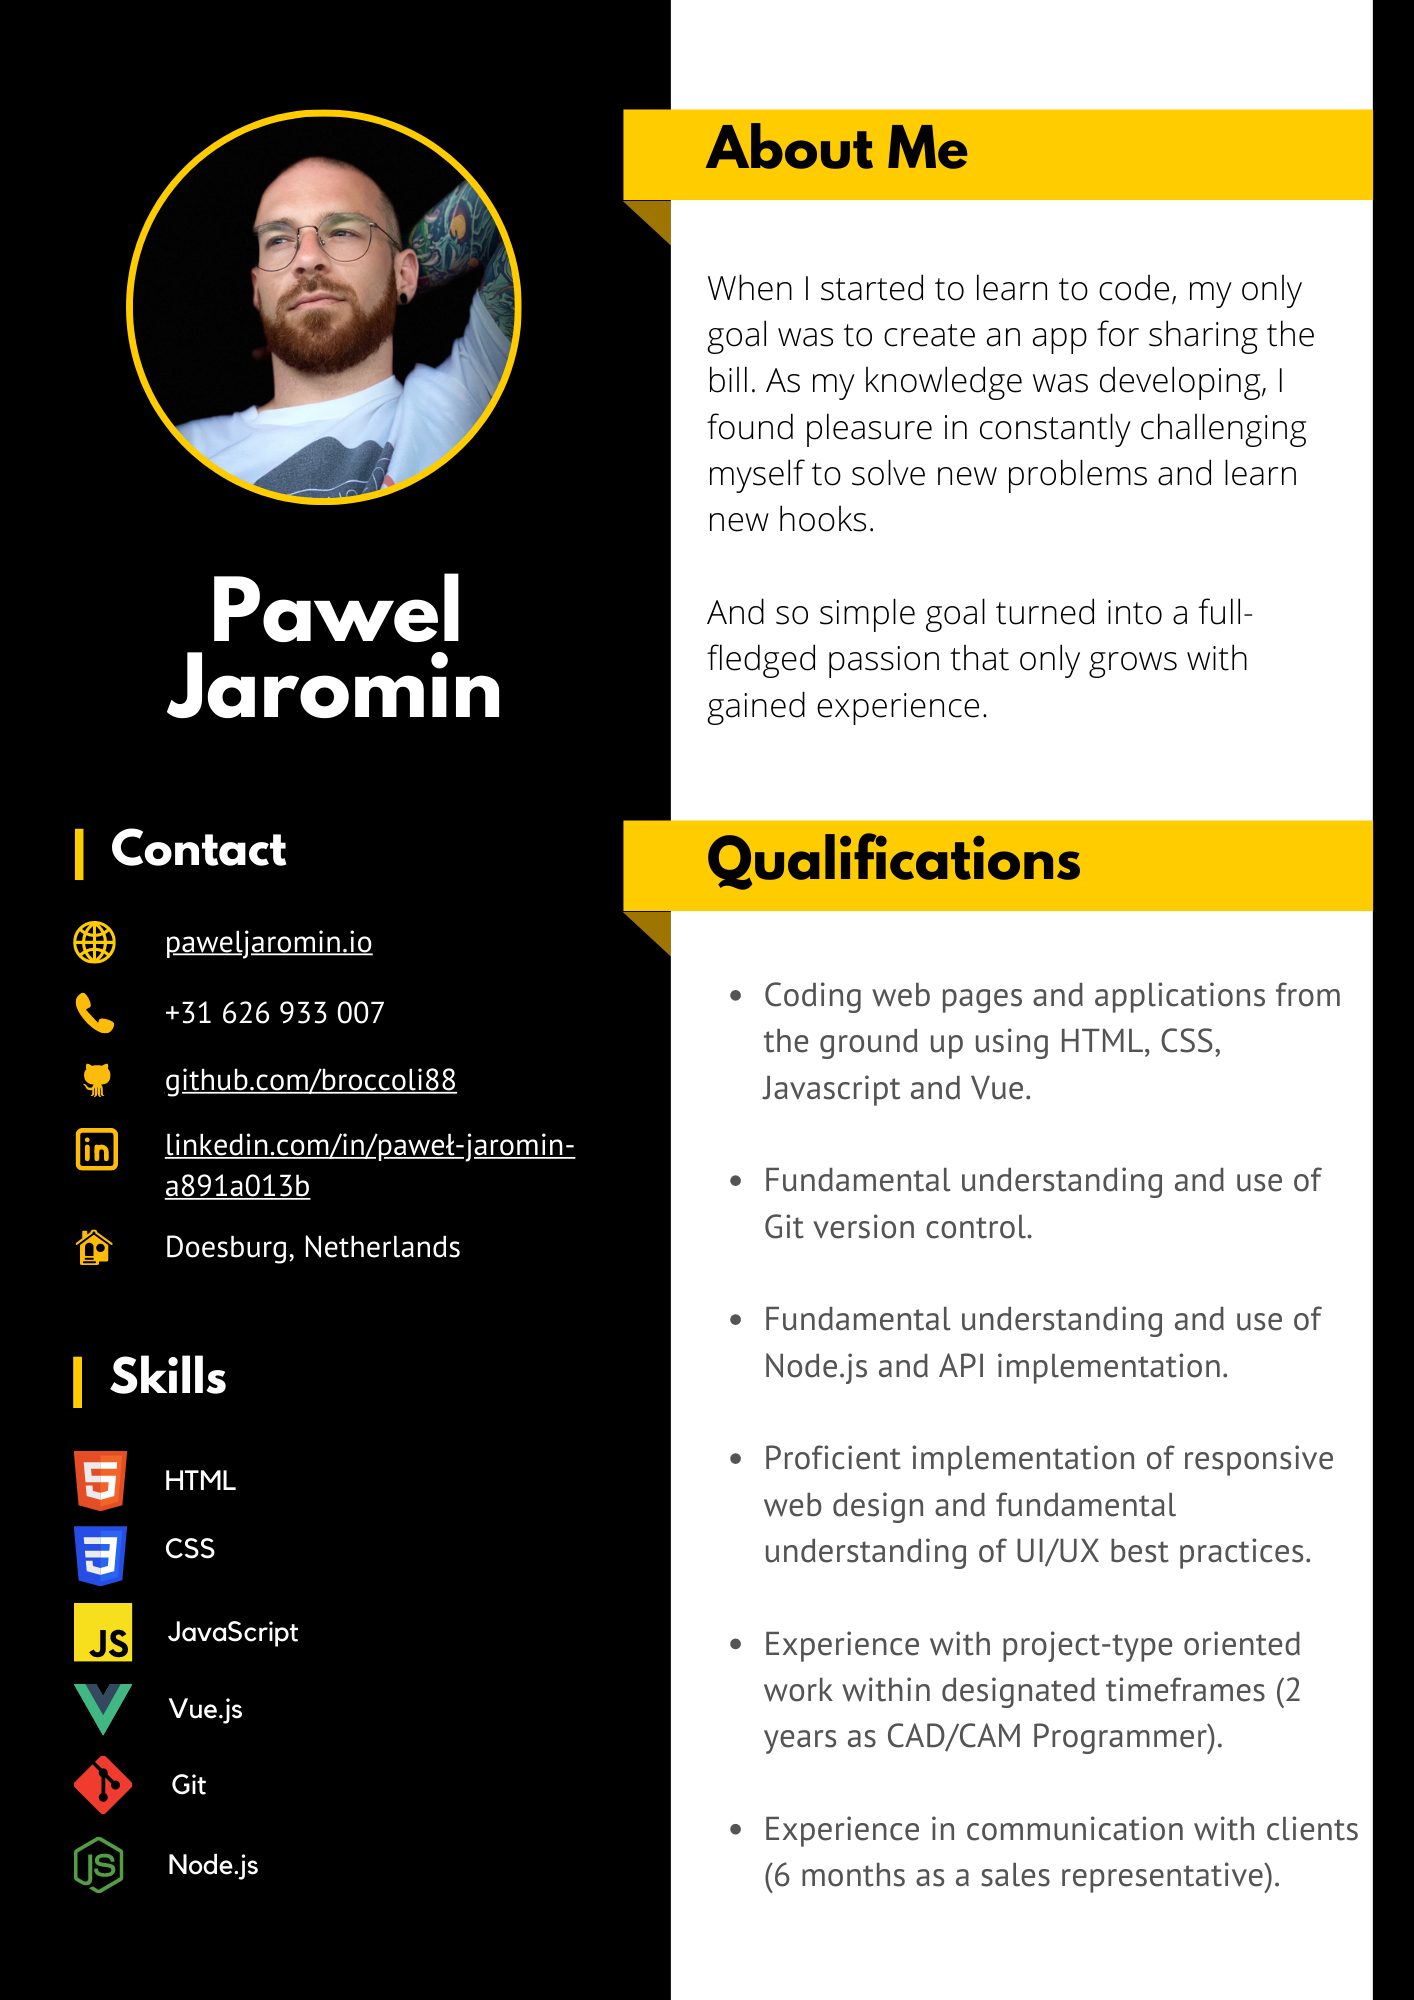 Pawel
Jaromin
Contact
paweljaromin.io
+31 626 933 007
github.com/broccoli88
linkedin.com/in/paweł-jaromin-
a891a013b
Doesburg, Netherlands
Skills
HTML
CSS
JS
JavaScript
Vue.js
Git
JS
Node.js
About Me
When I started to learn to code, my only
goal was to create an app for sharing the
bill. As my knowledge was developing, I
found pleasure in constantly challenging
myself to solve new problems and learn
new hooks.
And so simple goal turned into a full-
fledged passion that only grows with
gained experience.
Qualifications
• Coding web pages and applications from
the ground up using HTML, CSS,
Javascript and Vue.
• Fundamental understanding and use of
Git version control.
• Fundamental understanding and use of
Node.js and API implementation.
• Proficient implementation of responsive
web design and fundamental
understanding of UI/UX best practices.
• Experience with project-type oriented
work within designated timeframes (2
years as CAD/CAM Programmer).
• Experience in communication with clients
(6 months as a sales representative).